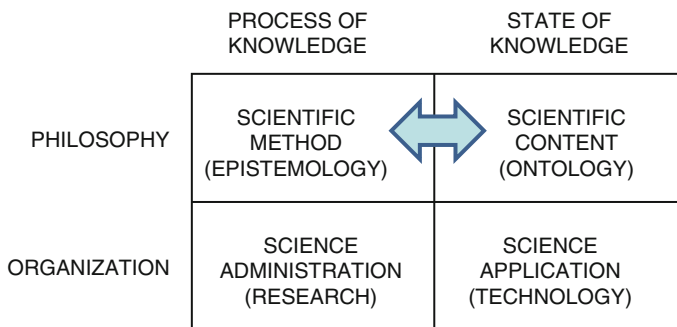 PROCESS OF
KNOWLEDGE
STATE OF
KNOWLEDGE
PHILOSOPHY
SCIENTIFIC
METHOD
(EPISTEMOLOGY)
SCIENTIFIC
CONTENT
(ONTOLOGY)
ORGANIZATION
SCIENCE
ADMINISTRATION
(RESEARCH)
SCIENCE
APPLICATION
(TECHNOLOGY)